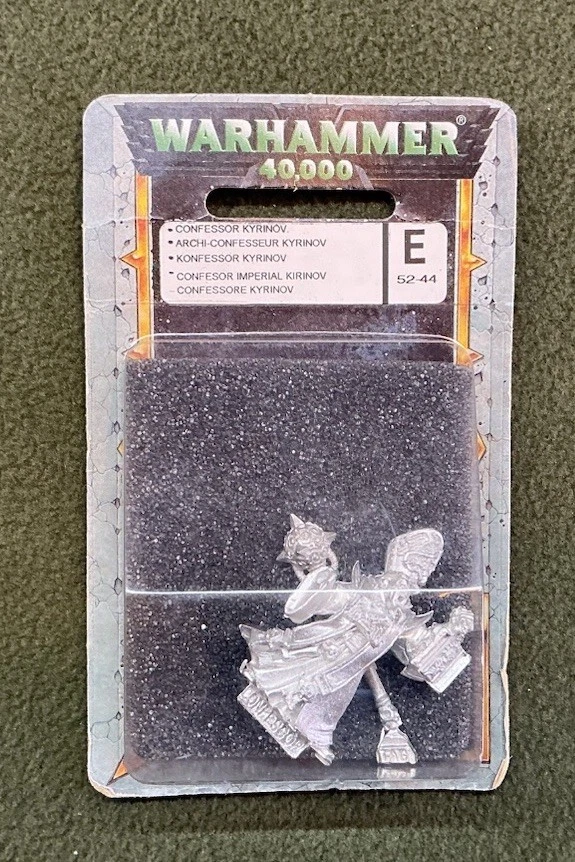 WARHAMMER®
40,000
• CONFESSOR KYRINOV.
• ARCHI-CONFESSEUR KYRINOV
• KONFESSOR KYRINOV
- CONFESOR IMPERIAL KIRINOV
– CONFESSORE KYRINOV
E
52-44